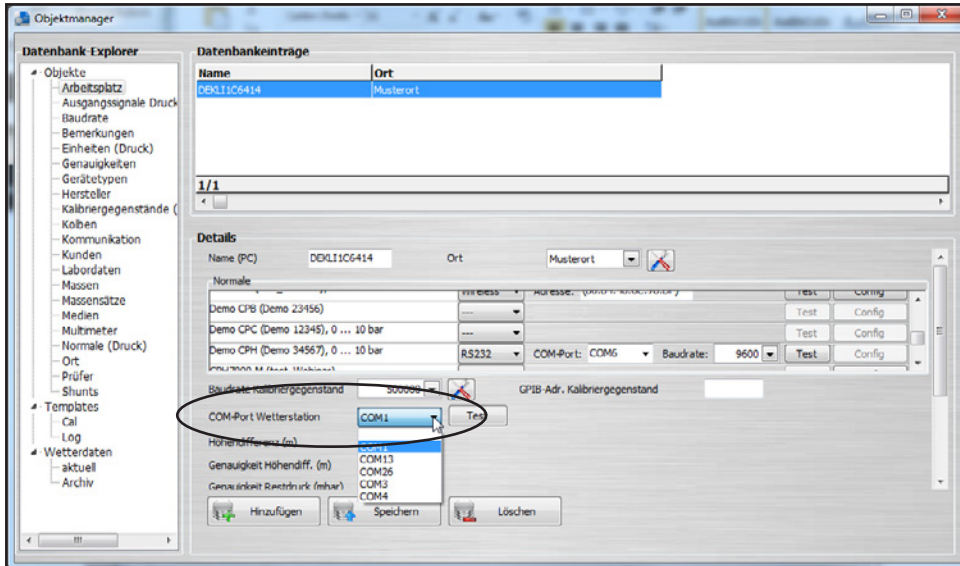 Objektmanager
Datenbank-Explorer
Objekte
Arbeitsplatz
Ausgangssignale Druck
Baudrate
Bemerkungen
Einheiten (Druck)
Genauigkeiten
Gerätetypen
Hersteller
Kalibriergegenstände (
Kolben
Kommunikation
Kunden
Labordaten
Massen
Massensätze
Medien
Multimeter
Normale (Druck)
Ort
Prüfer
Shunts
Templates
Cal
Log
Wetterdaten
aktuell
Archiv
Datenbankeinträge
Name Ort
DEKLI1C6414 Musterort
1/1
Details
Name (PC) DEKLI1C6414 Ort Musterort
Normale
Wireless Adresse: Test Config
Demo CPB (Demo 23456) --- Test Config
Demo CPC (Demo 12345), 0 ... 10 bar --- Test Config
Demo CPH (Demo 34567), 0 ... 10 bar RS232 COM-Port: COM6 Baudrate: 9600 Test Config
Baudrate Kalibriergegenstand 500000 GPIB-Adr. Kalibriergegenstand
COM-Port Wetterstation COM1 Test
COM1
COM13
COM26
COM3
COM4
Höhendifferenz (m)
Genauigkeit Höhendiff. (m)
Genauigkeit Restdruck (mbar)
Hinzufügen Speichern Löschen